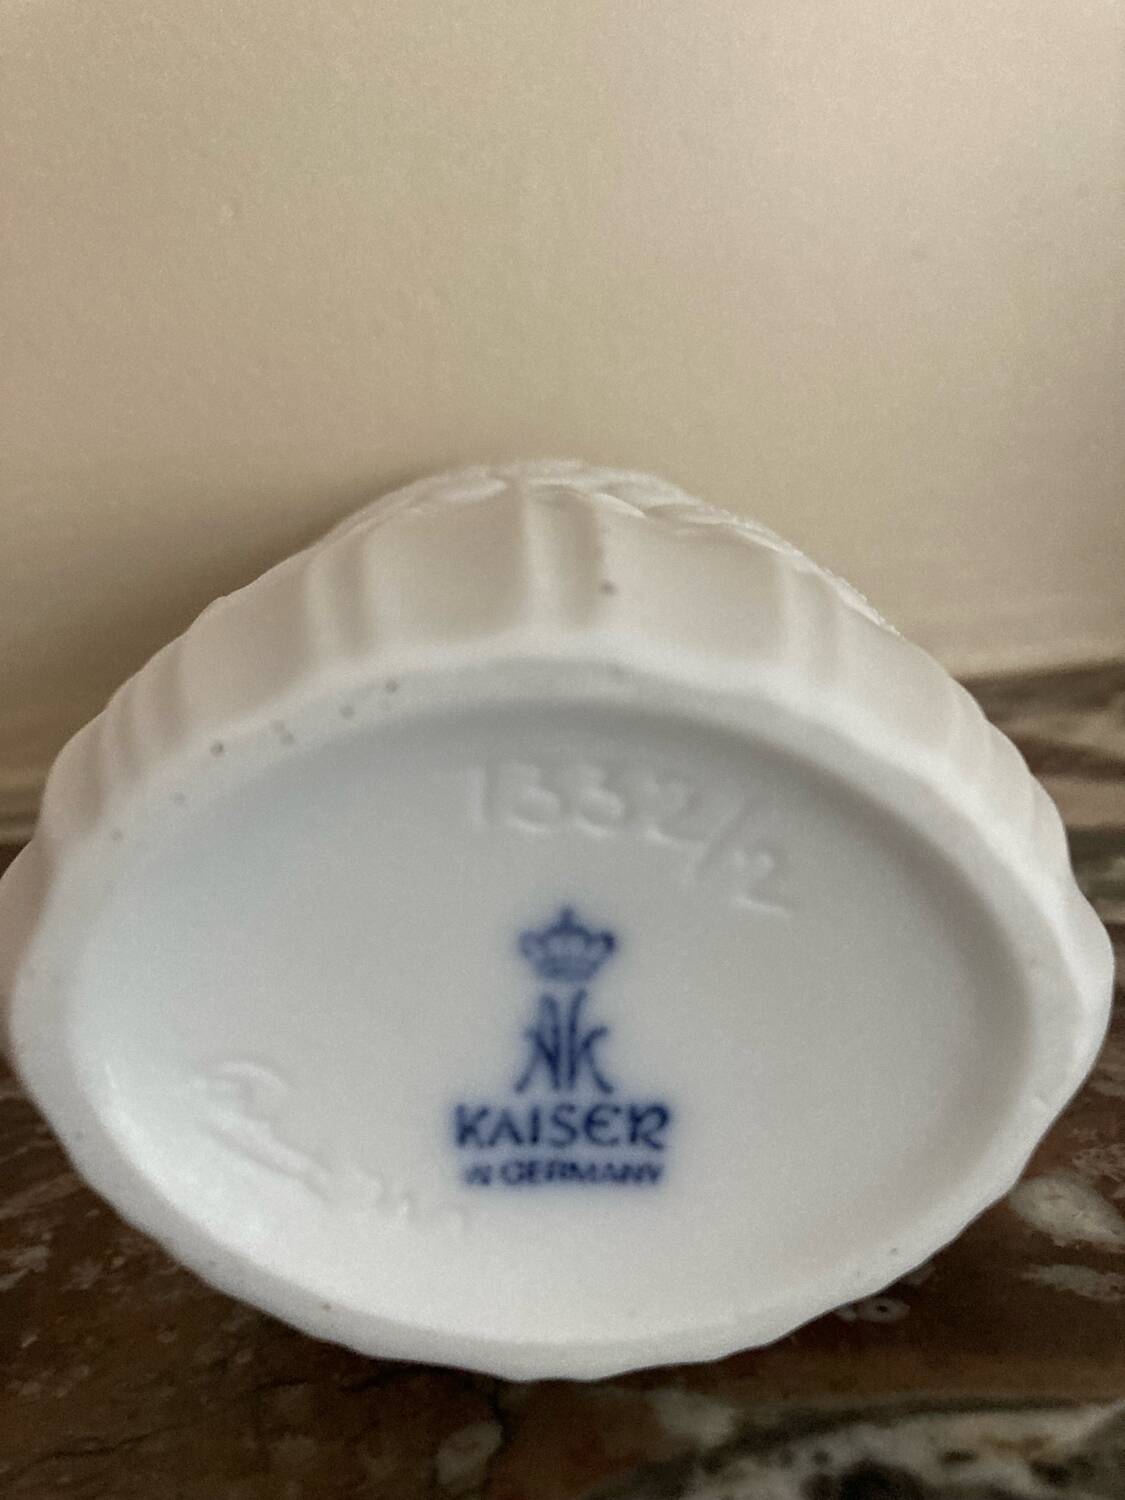 1332/2
AK
KAISER
W. GERMANY